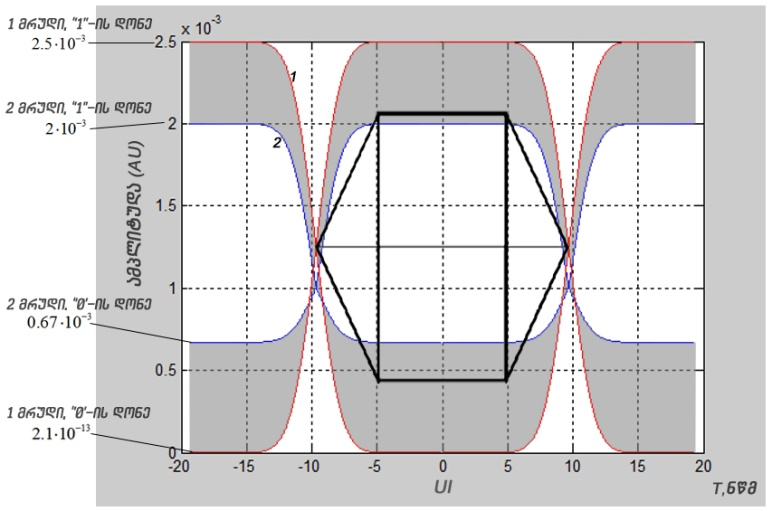 1 მრუდი, "1"-ის დონე
2.5·10⁻³
2 მრუდი, "1"-ის დონე
2·10⁻³
2 მრუდი, "0"-ის დონე
0.67·10⁻³
1 მრუდი, "0"-ის დონე
2.1·10⁻¹³
ამპლიტუდა (AU)
x 10⁻³
2.5
2
1.5
1
0.5
0
1
2
-20 -15 -10 -5 0 5 10 15 20
UI
T,ნწმ